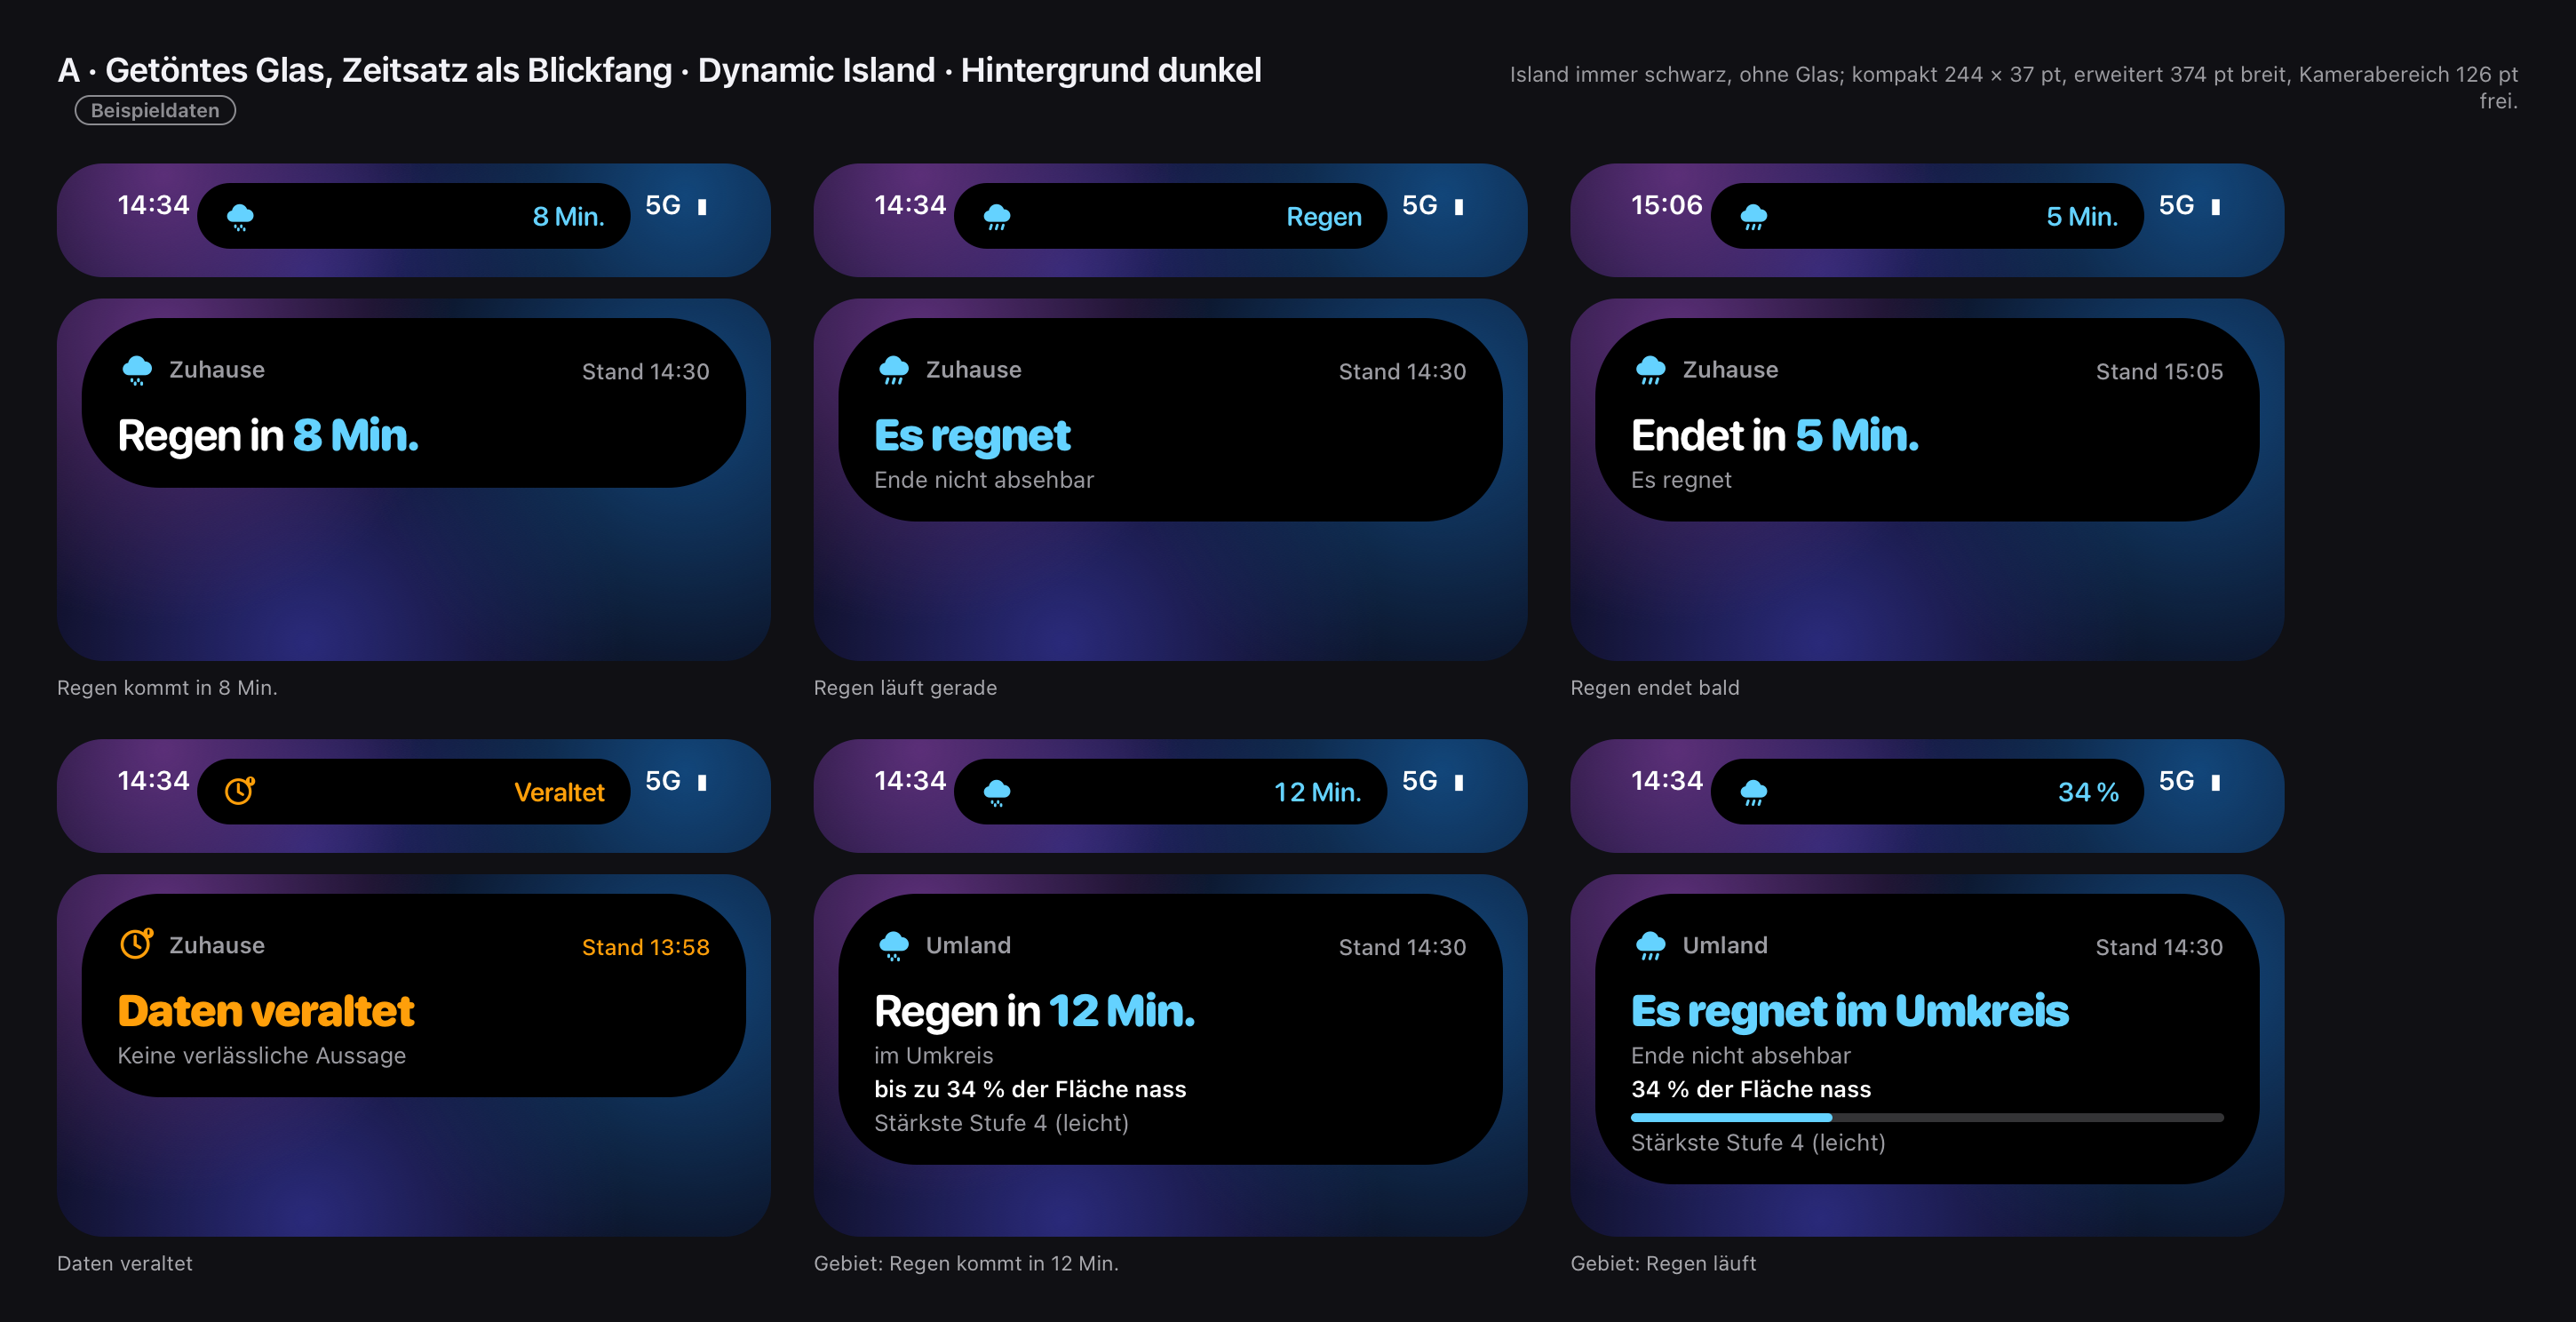 A · Getöntes Glas, Zeitsatz als Blickfang · Dynamic Island · Hintergrund dunkel
Beispieldaten
Island immer schwarz, ohne Glas; kompakt 244 × 37 pt, erweitert 374 pt breit, Kamerabereich 126 pt
frei.
14:34 8 Min. 5G
Zuhause Stand 14:30
Regen in 8 Min.
Regen kommt in 8 Min.
14:34 Regen 5G
Zuhause Stand 14:30
Es regnet
Ende nicht absehbar
Regen läuft gerade
15:06 5 Min. 5G
Zuhause Stand 15:05
Endet in 5 Min.
Es regnet
Regen endet bald
14:34 Veraltet 5G
Zuhause Stand 13:58
Daten veraltet
Keine verlässliche Aussage
Daten veraltet
14:34 12 Min. 5G
Umland Stand 14:30
Regen in 12 Min.
im Umkreis
bis zu 34 % der Fläche nass
Stärkste Stufe 4 (leicht)
Gebiet: Regen kommt in 12 Min.
14:34 34 % 5G
Umland Stand 14:30
Es regnet im Umkreis
Ende nicht absehbar
34 % der Fläche nass
Stärkste Stufe 4 (leicht)
Gebiet: Regen läuft